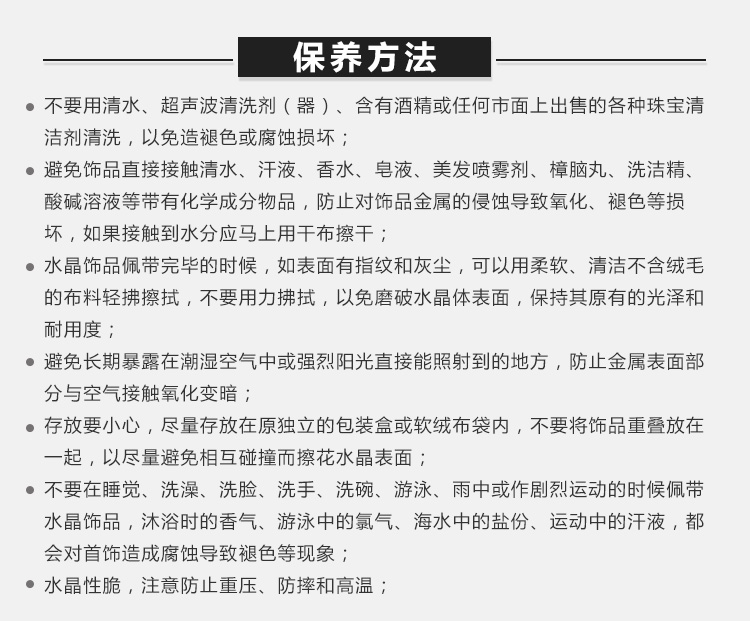 保养方法
不要用清水、超声波清洗剂（器）、含有酒精或任何市面上出售的各种珠宝清
洁剂清洗，以免造褪色或腐蚀损坏；
避免饰品直接接触清水、汗液、香水、皂液、美发喷雾剂、樟脑丸、洗洁精、
酸碱溶液等带有化学成分物品，防止对饰品金属的侵蚀导致氧化、褪色等损
坏，如果接触到水分应马上用干布擦干；
水晶饰品佩带完毕的时候，如表面有指纹和灰尘，可以用柔软、清洁不含绒毛
的布料轻拂擦拭，不要用力拂拭，以免磨破水晶体表面，保持其原有的光泽和
耐用度；
避免长期暴露在潮湿空气中或强烈阳光直接能照射到的地方，防止金属表面部
分与空气接触氧化变暗；
存放要小心，尽量存放在原独立的包装盒或软绒布袋内，不要将饰品重叠放在
一起，以尽量避免相互碰撞而擦花水晶表面；
不要在睡觉、洗澡、洗脸、洗手、洗碗、游泳、雨中或作剧烈运动的时候佩带
水晶饰品，沐浴时的香气、游泳中的氯气、海水中的盐份、运动中的汗液，都
会对首饰造成腐蚀导致褪色等现象；
水晶性脆，注意防止重压、防摔和高温；